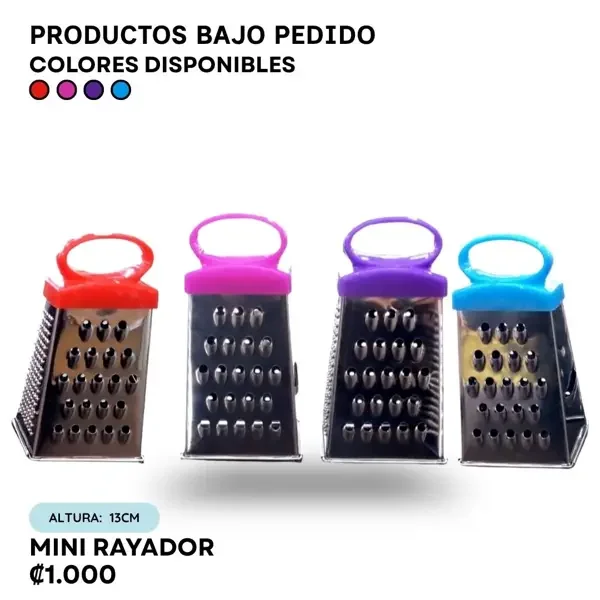 PRODUCTOS BAJO PEDIDO
COLORES DISPONIBLES
ALTURA: 13CM
MINI RAYADOR
₡1.000